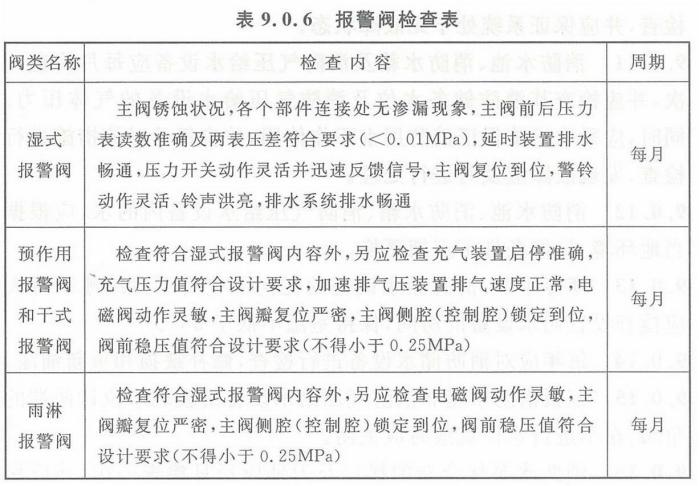 表 9.0.6 报警阀检查表
阀类名称 检 查 内 容 周期
湿式
报警阀
主阀锈蚀状况,各个部件连接处无渗漏现象,主阀前后压力
表读数准确及两表压差符合要求(<0.01MPa),延时装置排水
畅通,压力开关动作灵活并迅速反馈信号,主阀复位到位,警铃
动作灵活、铃声洪亮,排水系统排水畅通
每月
预作用
报警阀
和干式
报警阀
检查符合湿式报警阀内容外,另应检查充气装置启停准确,
充气压力值符合设计要求,加速排气压装置排气速度正常,电
磁阀动作灵敏,主阀瓣复位严密,主阀侧腔(控制腔)锁定到位,
阀前稳压值符合设计要求(不得小于0.25MPa)
每月
雨淋
报警阀
检查符合湿式报警阀内容外,另应检查电磁阀动作灵敏,主
阀瓣复位严密,主阀侧腔(控制腔)锁定到位,阀前稳压值符合
设计要求(不得小于0.25MPa)
每月